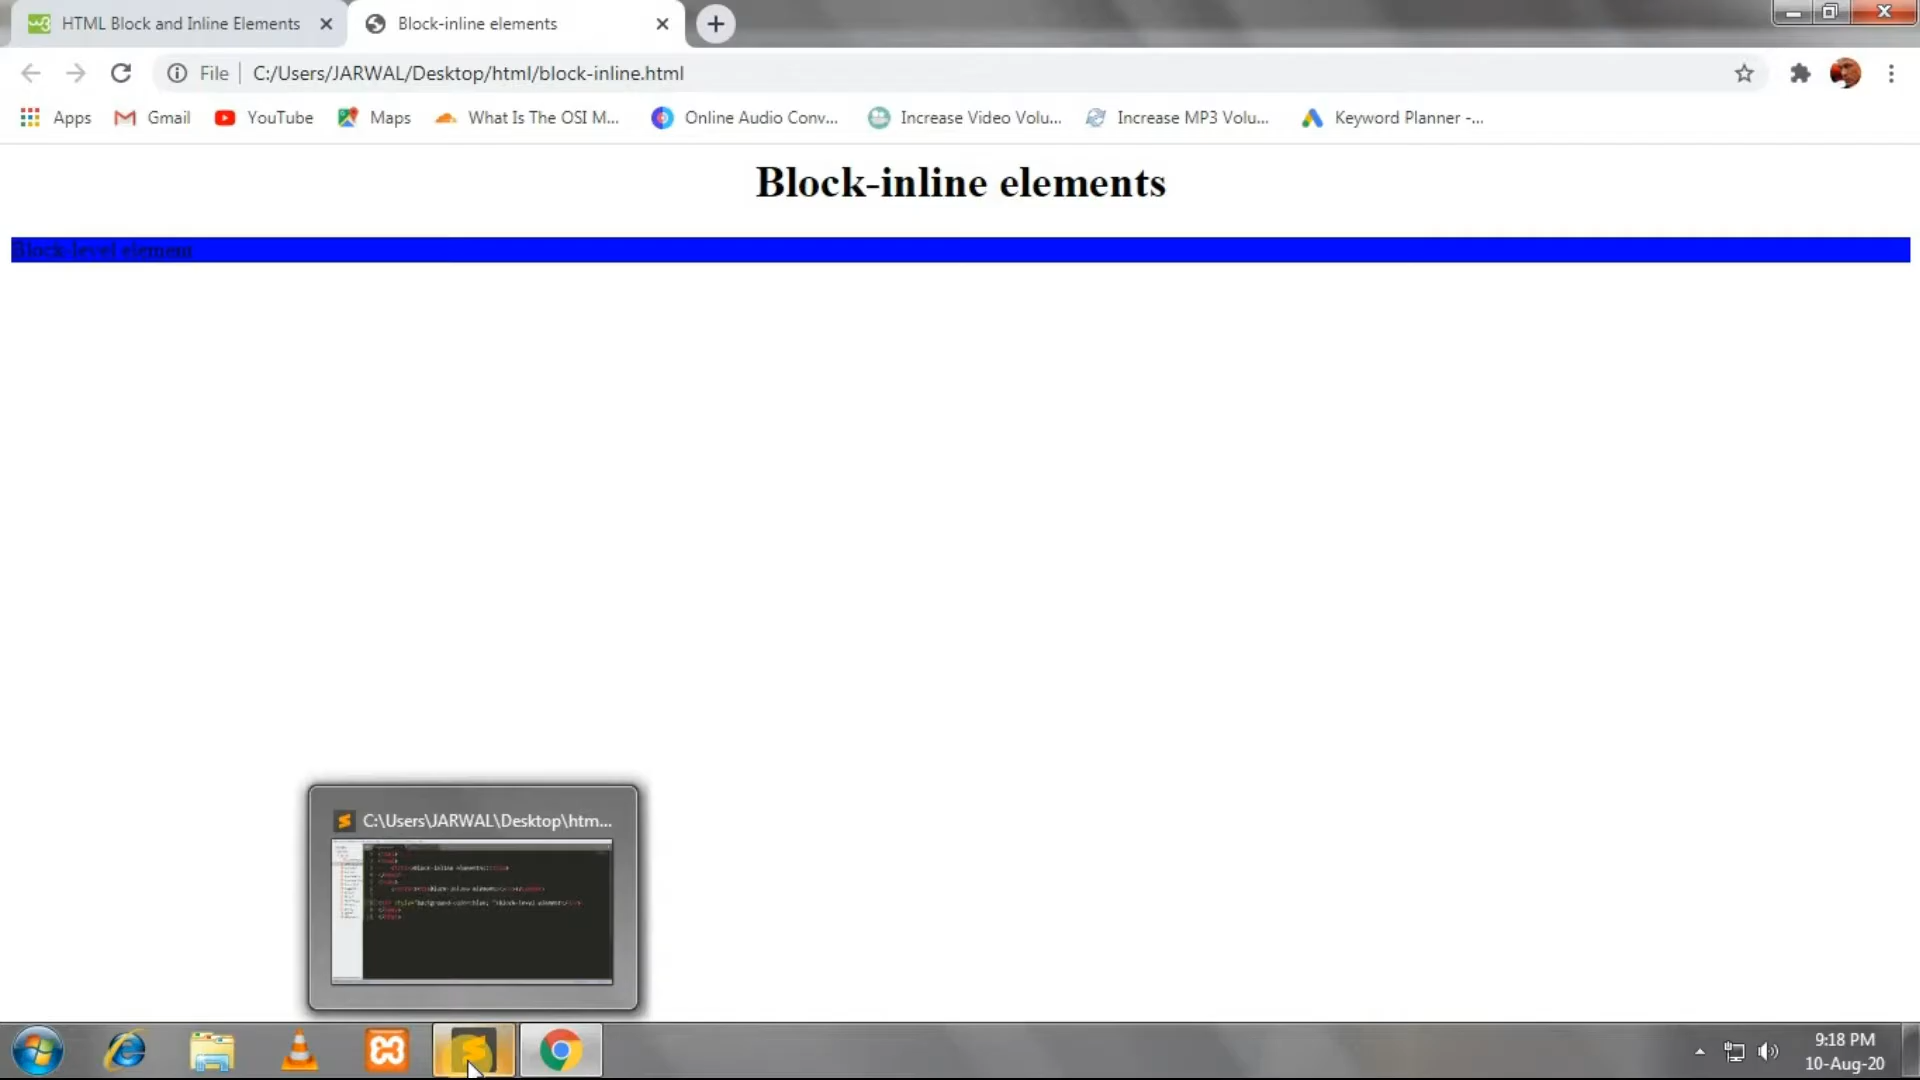 HTML Block and Inline Elements
Block-inline elements
File
C:/Users/JARWAL/Desktop/html/block-inline.html
Apps
Gmail
YouTube
Maps
What Is The OSI M...
Online Audio Conv...
Increase Video Volu...
Increase MP3 Volu...
Keyword Planner -...
Block-inline elements
Block-level element
C:\Users\JARWAL\Desktop\htm...
9:18 PM
10-Aug-20